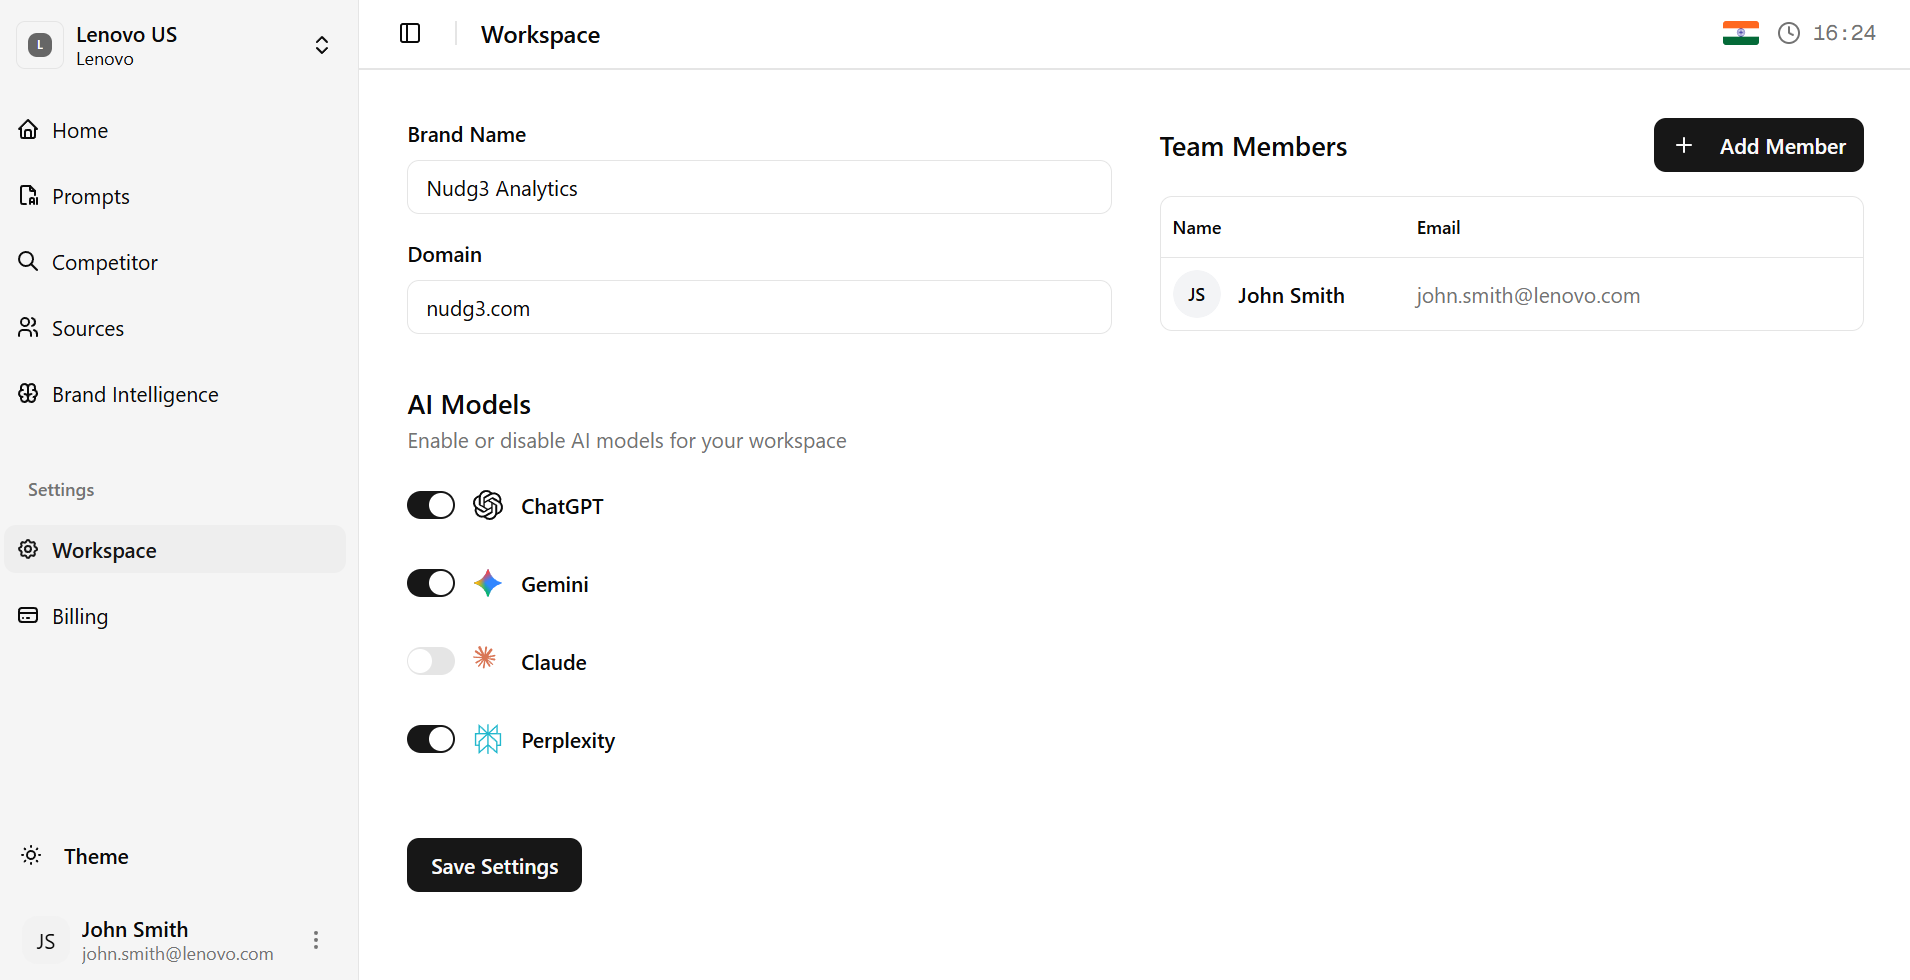 L
Lenovo US
Lenovo
Home
Prompts
Competitor
Sources
Brand Intelligence
Settings
Workspace
Billing
Theme
JS
John Smith
john.smith@lenovo.com
Workspace
16:24
Brand Name
Nudg3 Analytics
Domain
nudg3.com
AI Models
Enable or disable AI models for your workspace
ChatGPT
Gemini
Claude
Perplexity
Save Settings
Team Members
Add Member
Name Email
JS John Smith john.smith@lenovo.com